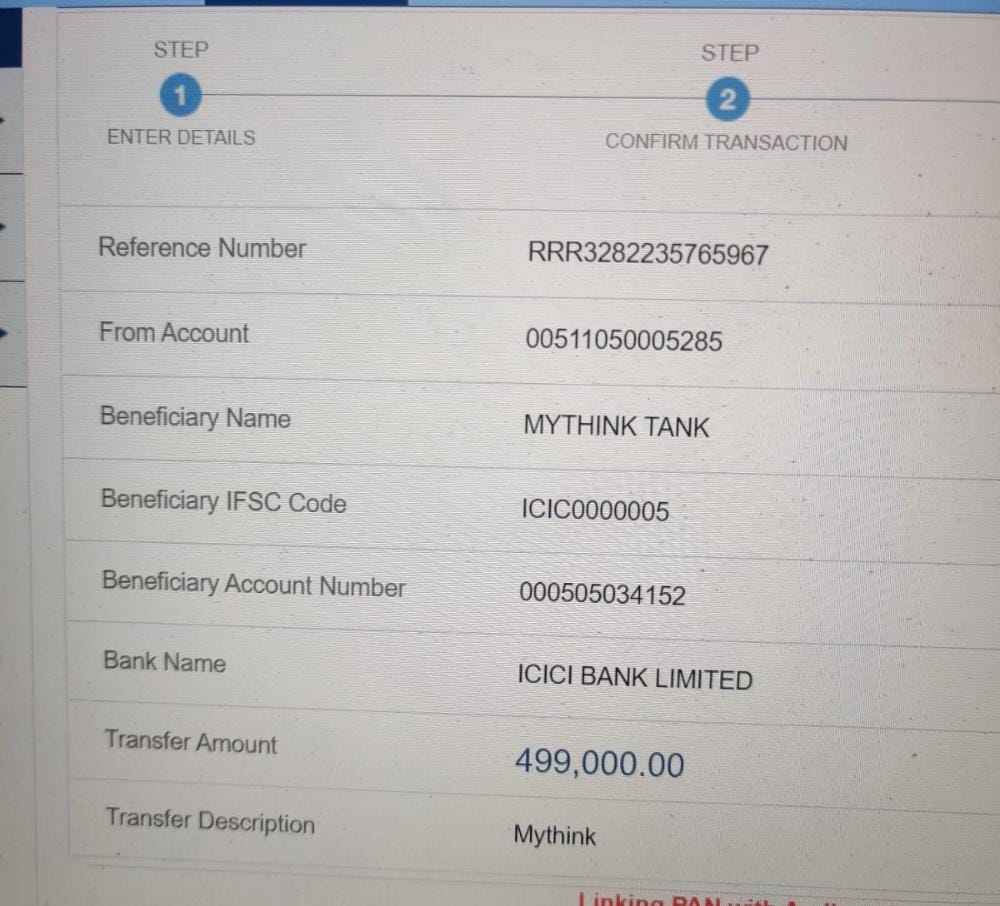 STEP STEP
1 2
ENTER DETAILS CONFIRM TRANSACTION
Reference Number RRR3282235765967
From Account 00511050005285
Beneficiary Name MYTHINK TANK
Beneficiary IFSC Code ICIC0000005
Beneficiary Account Number 000505034152
Bank Name ICICI BANK LIMITED
Transfer Amount 499,000.00
Transfer Description Mythink
Linking PAN with